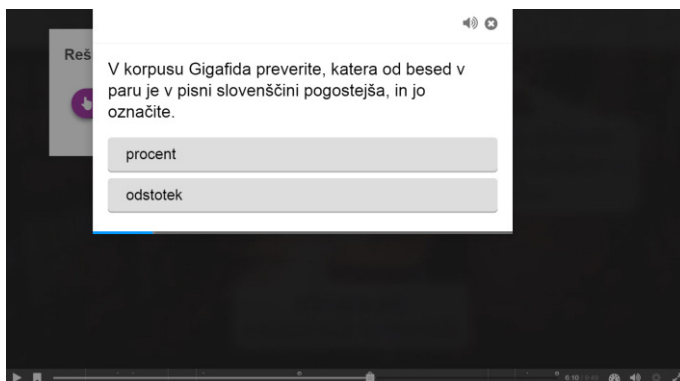 Reš
V korpusu Gigafida preverite, katera od besed v
paru je v pisni slovenščini pogostejša, in jo
označite.
procent
odstotek